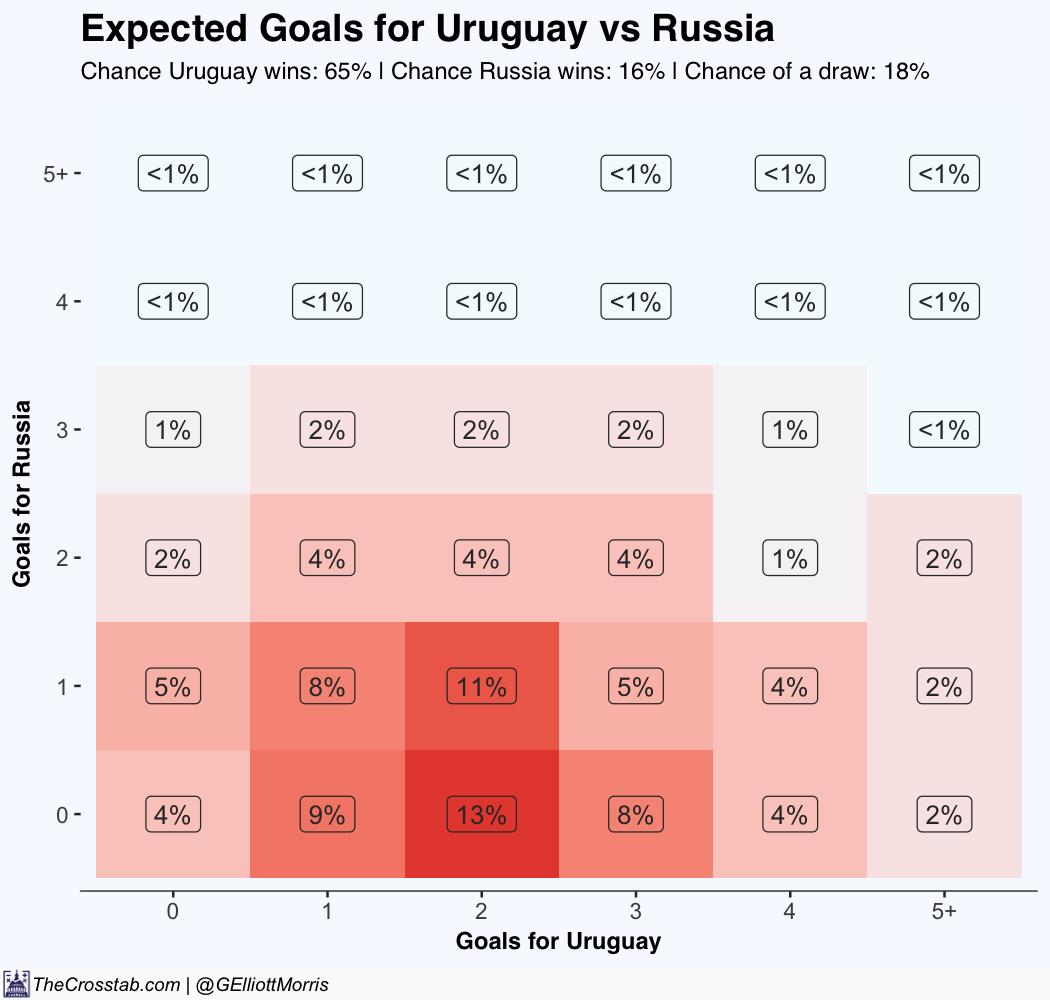 Expected Goals for Uruguay vs Russia
Chance Uruguay wins: 65% | Chance Russia wins: 16% | Chance of a draw: 18%
5+ <1% <1% <1% <1% <1% <1%
4 <1% <1% <1% <1% <1% <1%
3 1% 2% 2% 2% 1% <1%
2 2% 4% 4% 4% 1% 2%
1 5% 8% 11% 5% 4% 2%
0 4% 9% 13% 8% 4% 2%
Goals for Russia
0 1 2 3 4 5+
Goals for Uruguay
TheCrosstab.com | @GElliottMorris